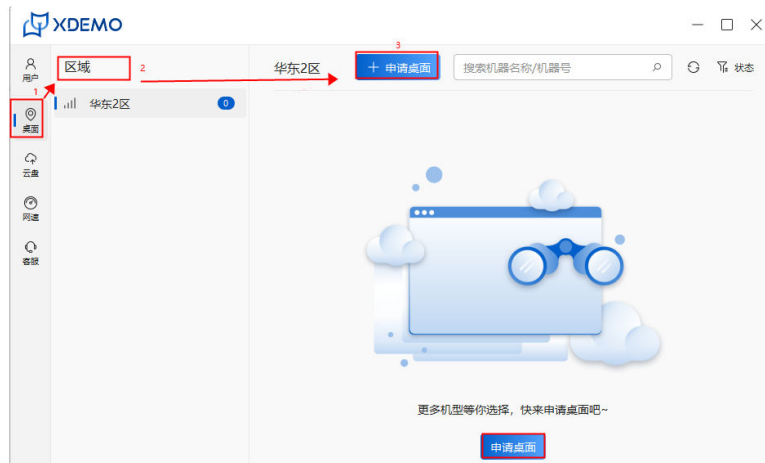 XDEMO
用户
1
桌面
云盘
网速
客服
区域
2
华东2区
0
华东2区
3
+ 申请桌面
搜索机器名称/机器号
状态
更多机型等你选择，快来申请桌面吧~
申请桌面